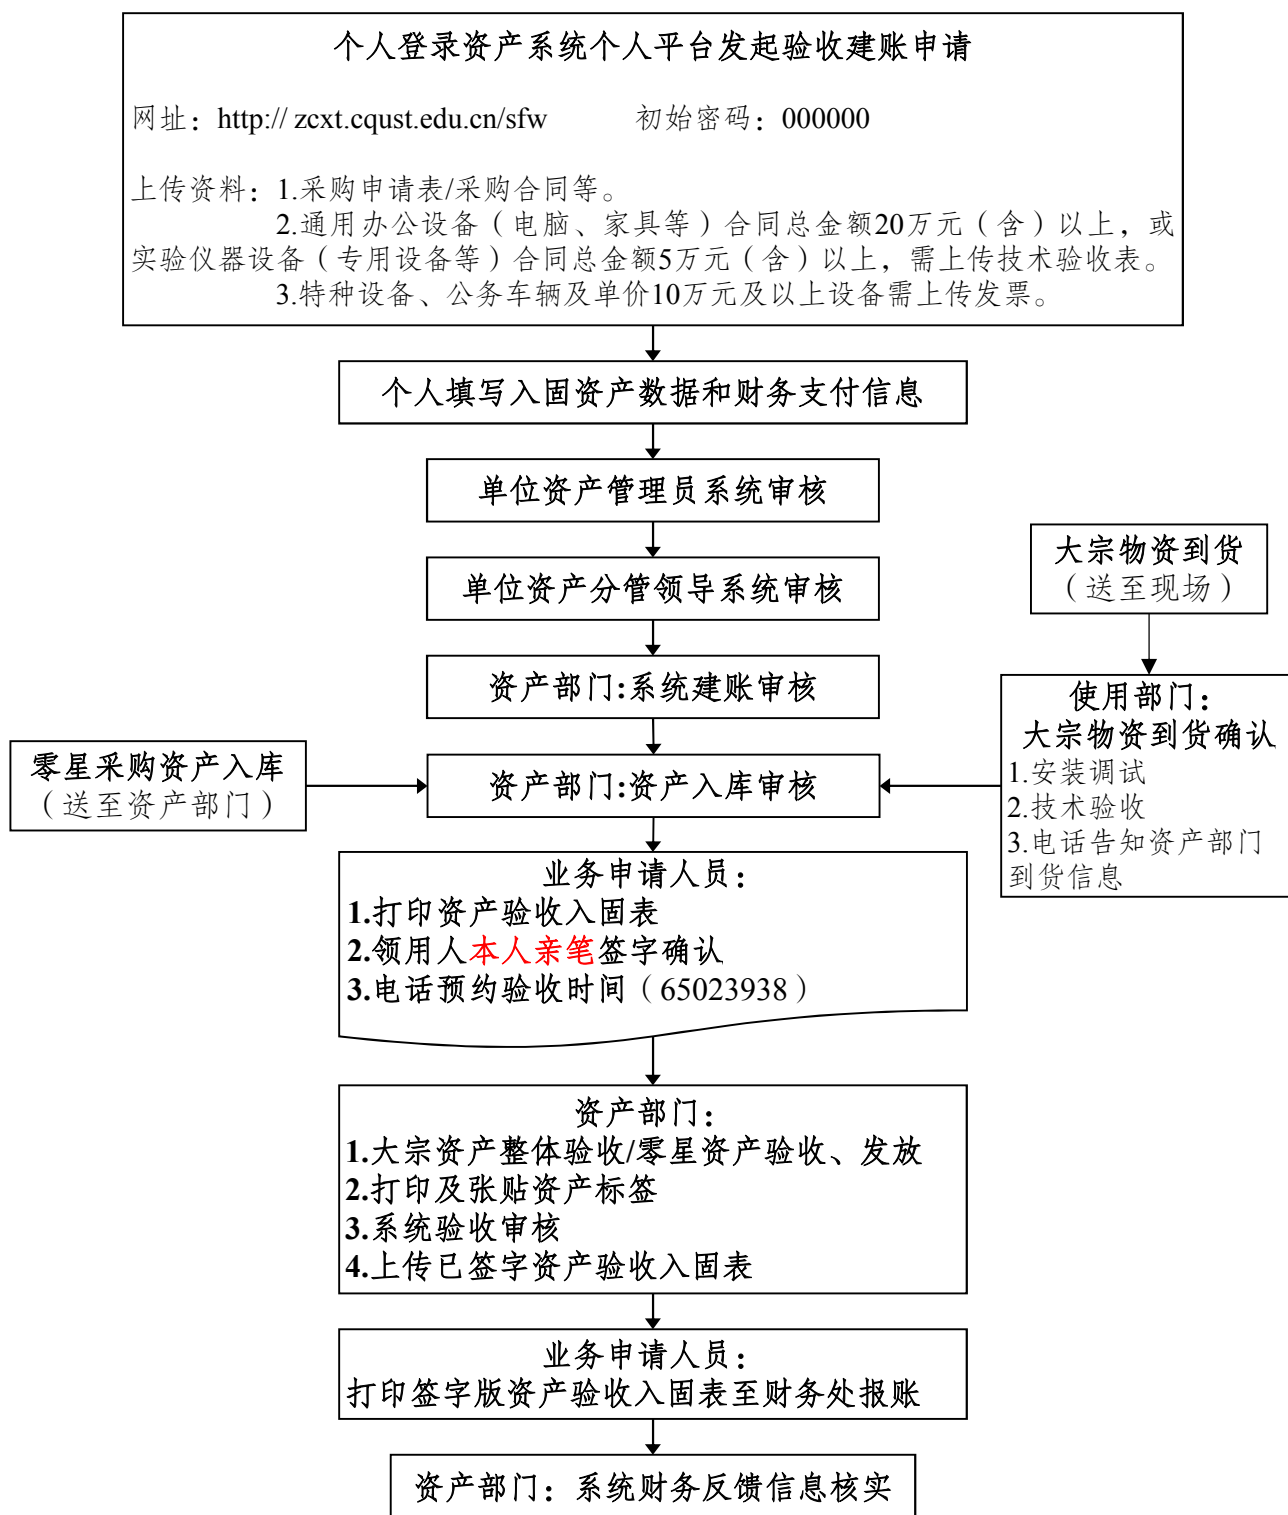 个人登录资产系统个人平台发起验收建账申请
网址：http:// zcxt.cqust.edu.cn/sfw 初始密码：000000
上传资料：1.采购申请表/采购合同等。
2.通用办公设备（电脑、家具等）合同总金额20万元（含）以上，或
实验仪器设备（专用设备等）合同总金额5万元（含）以上，需上传技术验收表。
3.特种设备、公务车辆及单价10万元及以上设备需上传发票。
个人填写入固资产数据和财务支付信息
单位资产管理员系统审核
单位资产分管领导系统审核
大宗物资到货
（送至现场）
资产部门:系统建账审核
使用部门：
大宗物资到货确认
1.安装调试
2.技术验收
3.电话告知资产部门
到货信息
零星采购资产入库
（送至资产部门）
资产部门:资产入库审核
业务申请人员：
1.打印资产验收入固表
2.领用人本人亲笔签字确认
3.电话预约验收时间（65023938）
资产部门：
1.大宗资产整体验收/零星资产验收、发放
2.打印及张贴资产标签
3.系统验收审核
4.上传已签字资产验收入固表
业务申请人员：
打印签字版资产验收入固表至财务处报账
资产部门：系统财务反馈信息核实